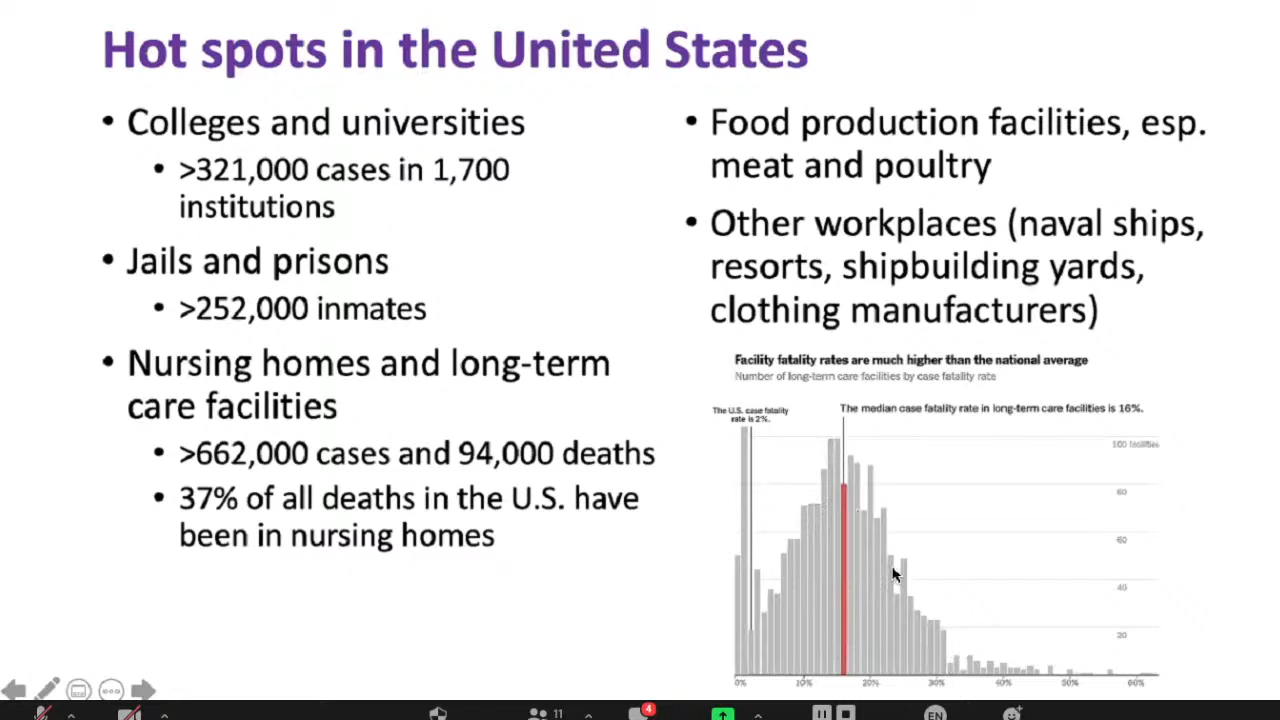 Hot spots in the United States
• Colleges and universities
• >321,000 cases in 1,700
institutions
• Jails and prisons
• >252,000 inmates
• Nursing homes and long-term
care facilities
• >662,000 cases and 94,000 deaths
• 37% of all deaths in the U.S. have
been in nursing homes
• Food production facilities, esp.
meat and poultry
• Other workplaces (naval ships,
resorts, shipbuilding yards,
clothing manufacturers)
Facility fatality rates are much higher than the national average
Number of long-term care facilities by case fatality rate
The U.S. case fatality
rate is 2%.
The median case fatality rate in long-term care facilities is 16%.
100 facilities
80
60
40
20
0% 10% 20% 30% 40% 50% 60%
11 4 EN